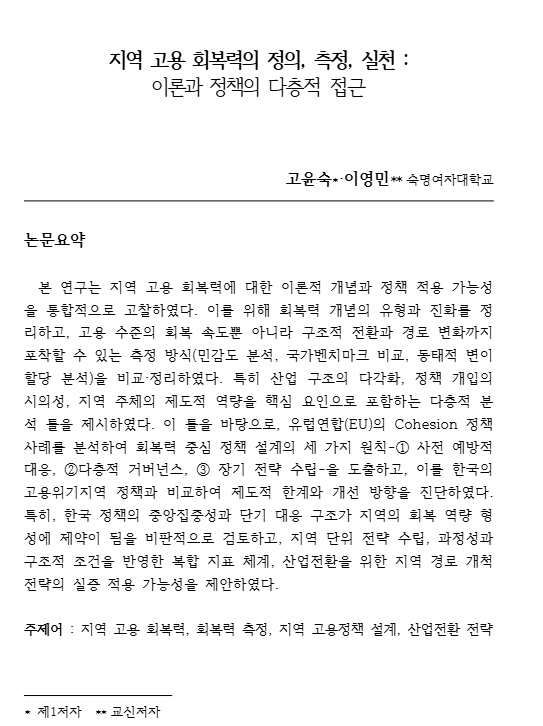 지역 고용 회복력의 정의, 측정, 실천 :
이론과 정책의 다층적 접근
고윤숙*·이영민** 숙명여자대학교
논문요약
본 연구는 지역 고용 회복력에 대한 이론적 개념과 정책 적용 가능성
을 통합적으로 고찰하였다. 이를 위해 회복력 개념의 유형과 진화를 정
리하고, 고용 수준의 회복 속도뿐 아니라 구조적 전환과 경로 변화까지
포착할 수 있는 측정 방식(민감도 분석, 국가벤치마크 비교, 동태적 변이
할당 분석)을 비교·정리하였다. 특히 산업 구조의 다각화, 정책 개입의
시의성, 지역 주체의 제도적 역량을 핵심 요인으로 포함하는 다층적 분
석 틀을 제시하였다. 이 틀을 바탕으로, 유럽연합(EU)의 Cohesion 정책
사례를 분석하여 회복력 중심 정책 설계의 세 가지 원칙-① 사전 예방적
대응, ②다층적 거버넌스, ③ 장기 전략 수립-을 도출하고, 이를 한국의
고용위기지역 정책과 비교하여 제도적 한계와 개선 방향을 진단하였다.
특히, 한국 정책의 중앙집중성과 단기 대응 구조가 지역의 회복 역량 형
성에 제약이 됨을 비판적으로 검토하고, 지역 단위 전략 수립, 과정성과
구조적 조건을 반영한 복합 지표 체계, 산업전환을 위한 지역 경로 개척
전략의 실증 적용 가능성을 제안하였다.
주제어 : 지역 고용 회복력, 회복력 측정, 지역 고용정책 설계, 산업전환 전략
* 제1저자 ** 교신저자